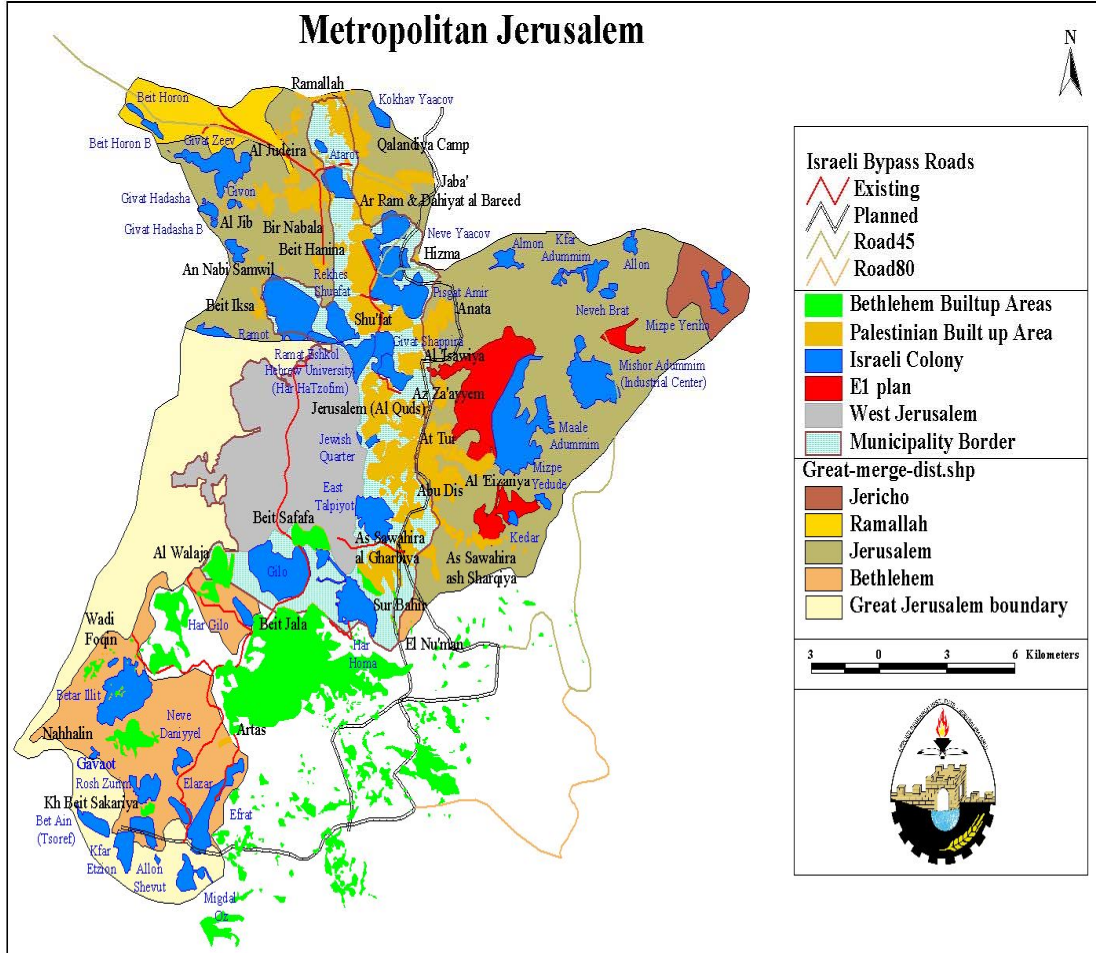 Metropolitan Jerusalem
N
Ramallah
Beit Horon
Kokhav Yaacov
Beit Horon B
Givat Zeev
Al Judeira
Atarot
Qalandiya Camp
Jaba'
Givat Hadasha
Givon
Ar Ram & Dahiyat al Bareed
Givat Hadasha B
Al Jib
Bir Nabala
Neve Yaacov
Beit Hanina
Hizma
Almon
Kfar
Adummim
Allon
An Nabi Samwil
Rekhes
Shuafat
Pisgat Amir
Beit Iksa
Anata
Neveh Brat
Mizpe Yeriho
Shu'fat
Ramot
Givat Shappira
Ramat Eshkol
Al 'Isawiya
Hebrew University
(Har HaTzofim)
Mishor Adummim
(Industrial Center)
Az Za'ayyem
Jerusalem (Al Quds)
Maale
Adummim
Jewish
Quarter
At Tur
Mizpe
Yedude
Al 'Eizariya
East
Talpiyot
Abu Dis
Beit Safafa
Kedar
As Sawahira
al Gharbiya
Al Walaja
As Sawahira
ash Sharqiya
Gilo
Sur Bahir
Wadi
Foqn
Har Gilo
Beit Jala
El Nu'man
Har
Homa
Betar Illit
Neve
Daniyyel
Artas
Nahhalin
Gavaot
Rosh Zurim
Elazar
Kh Beit Sakariya
Efrat
Bet Ain
(Tsoref)
Kfar
Etzion
Allon
Shevut
Migdal
Oz
Israeli Bypass Roads
Existing
Planned
Road45
Road80
Bethlehem Builtup Areas
Palestinian Built up Area
Israeli Colony
E1 plan
West Jerusalem
Municipality Border
Great-merge-dist.shp
Jericho
Ramallah
Jerusalem
Bethlehem
Great Jerusalem boundary
3 0 3 6 Kilometers